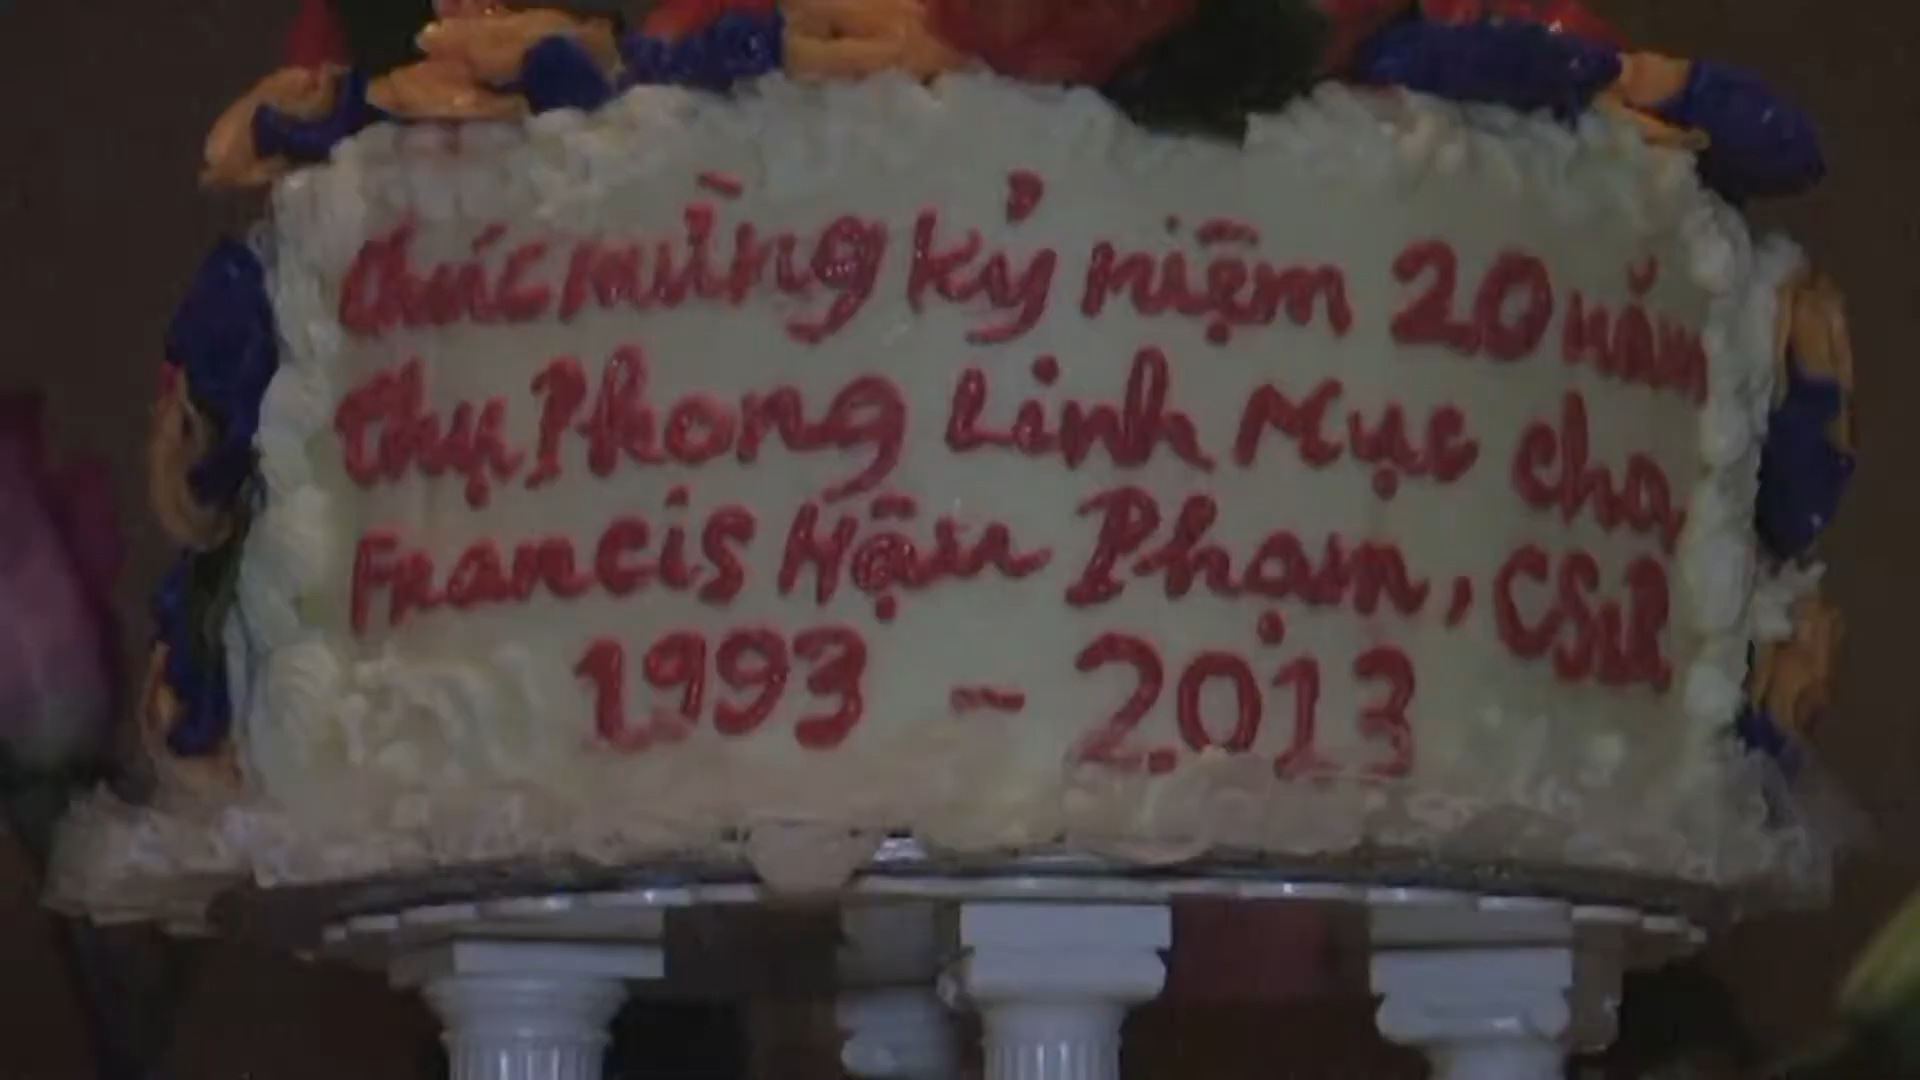 chúc mừng kỷ niệm 20 năm
Thụ Phong Linh Mục cha
Francis Hậu Phạm, CSsR
1993 - 2013